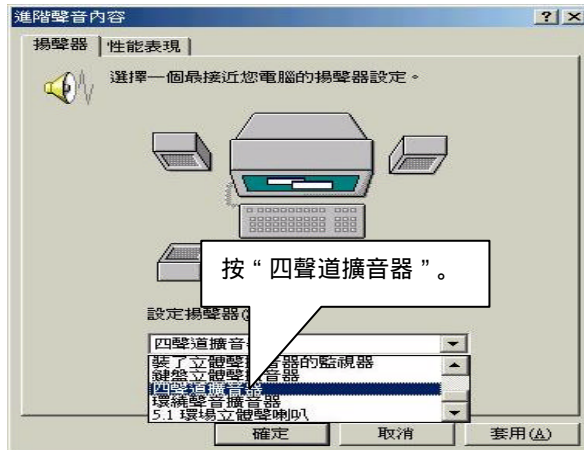 進階聲音內容
揚聲器
性能表現
選擇一個最接近您電腦的揚聲器設定。
按“四聲道擴音器”。
設定揚聲器
四聲道擴音
裝了立體聲擴音器的監視器
鍵盤立體聲擴音器
四聲道擴音器
環繞聲音擴音器
5.1 環場立體聲喇叭
確定
取消
套用(A)